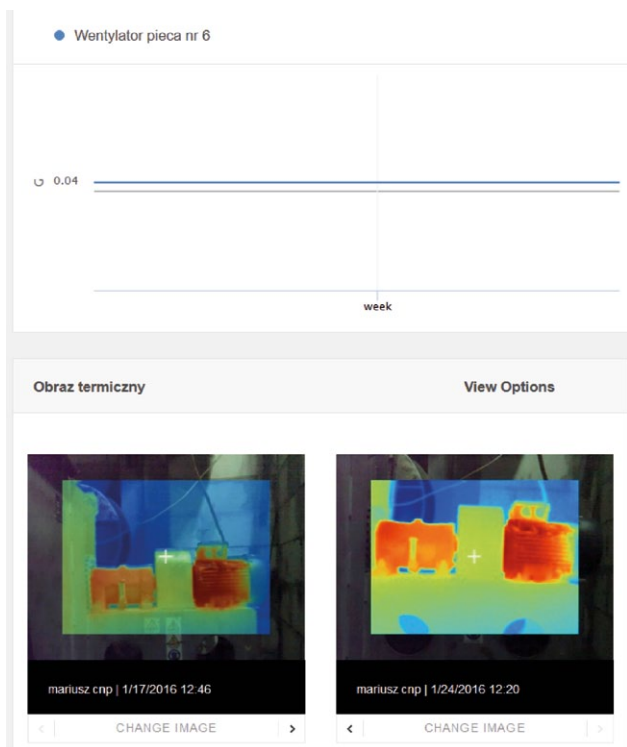 Wentylator pieca nr 6
G 0.04
week
Obraz termiczny
View Options
mariusz cnp | 1/17/2016 12:46
mariusz cnp | 1/24/2016 12:20
< CHANGE IMAGE >
< CHANGE IMAGE >